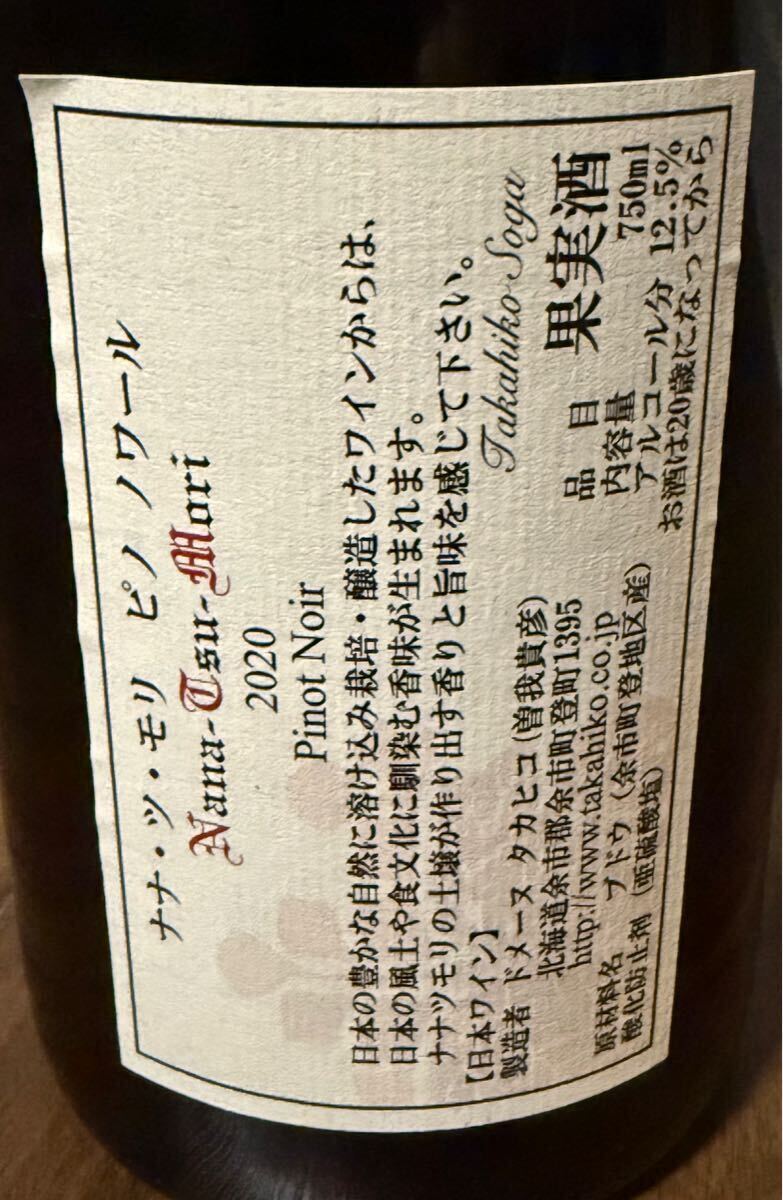 ナナ・ツ・モリ ピノ ノワール
Nana-Tsu-Mori
2020
Pinot Noir
日本の豊かな自然に溶け込み栽培・醸造したワインからは、
日本の風土や食文化に馴染む香味が生まれます。
ナナツモリの土壌が作り出す香りと旨味を感じて下さい。
Takahiko Soga
【日本ワイン】
製造者 ドメーヌ タカヒコ (曽我貴彦)
北海道余市郡余市町登町1395
http://www.takahiko.co.jp
原材料名 ブドウ (余市町登地区産)
酸化防止剤 (亜硫酸塩)
品目 果実酒
内容量 750ml
アルコール分 12.5%
お酒は20歳になってから